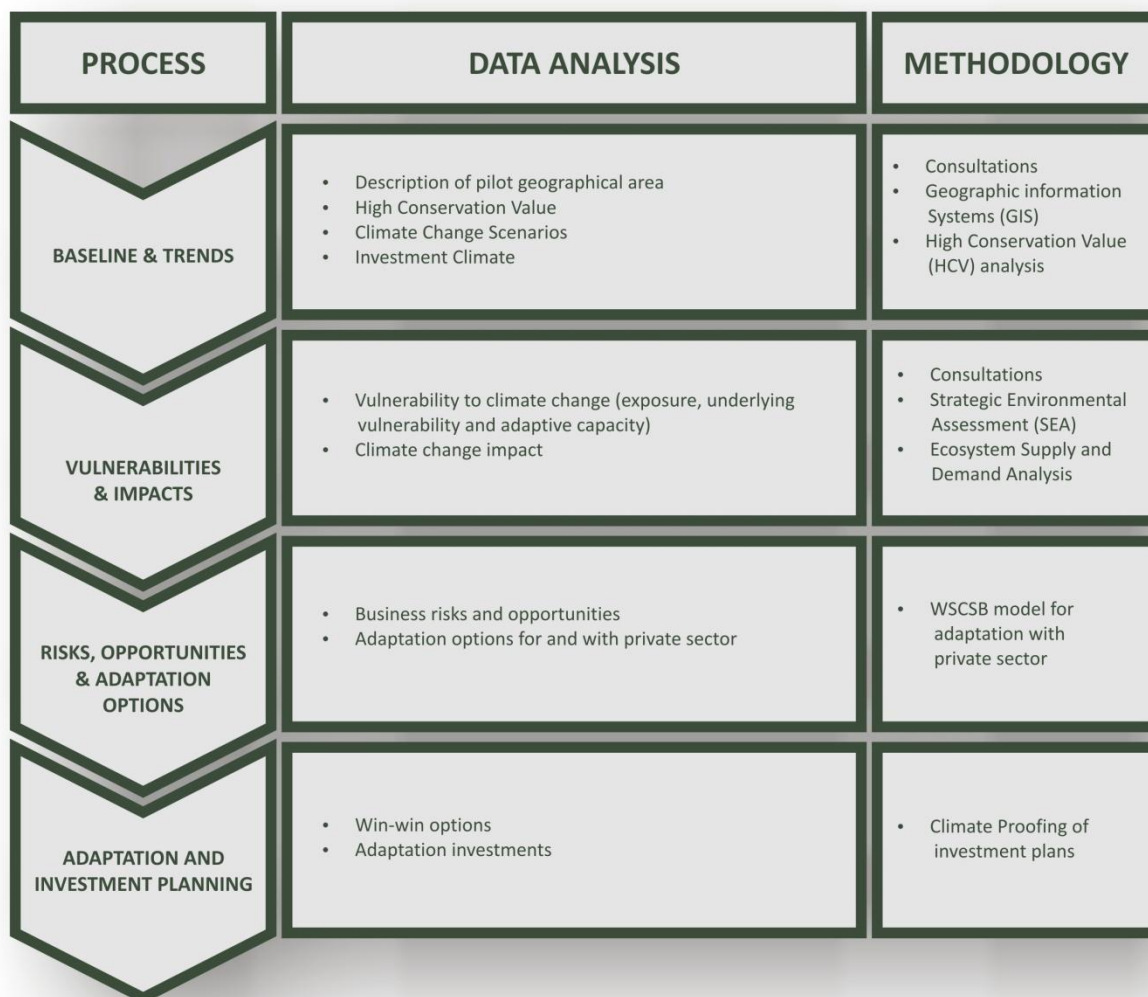 PROCESS
DATA ANALYSIS
METHODOLOGY
BASELINE & TRENDS
• Description of pilot geographical area
• High Conservation Value
• Climate Change Scenarios
• Investment Climate
• Consultations
• Geographic information
Systems (GIS)
• High Conservation Value
(HCV) analysis
VULNERABILITIES
& IMPACTS
• Vulnerability to climate change (exposure, underlying
vulnerability and adaptive capacity)
• Climate change impact
• Consultations
• Strategic Environmental
Assessment (SEA)
• Ecosystem Supply and
Demand Analysis
RISKS, OPPORTUNITIES
& ADAPTATION
OPTIONS
• Business risks and opportunities
• Adaptation options for and with private sector
• WSCSB model for
adaptation with
private sector
ADAPTATION AND
INVESTMENT PLANNING
• Win-win options
• Adaptation investments
• Climate Proofing of
investment plans